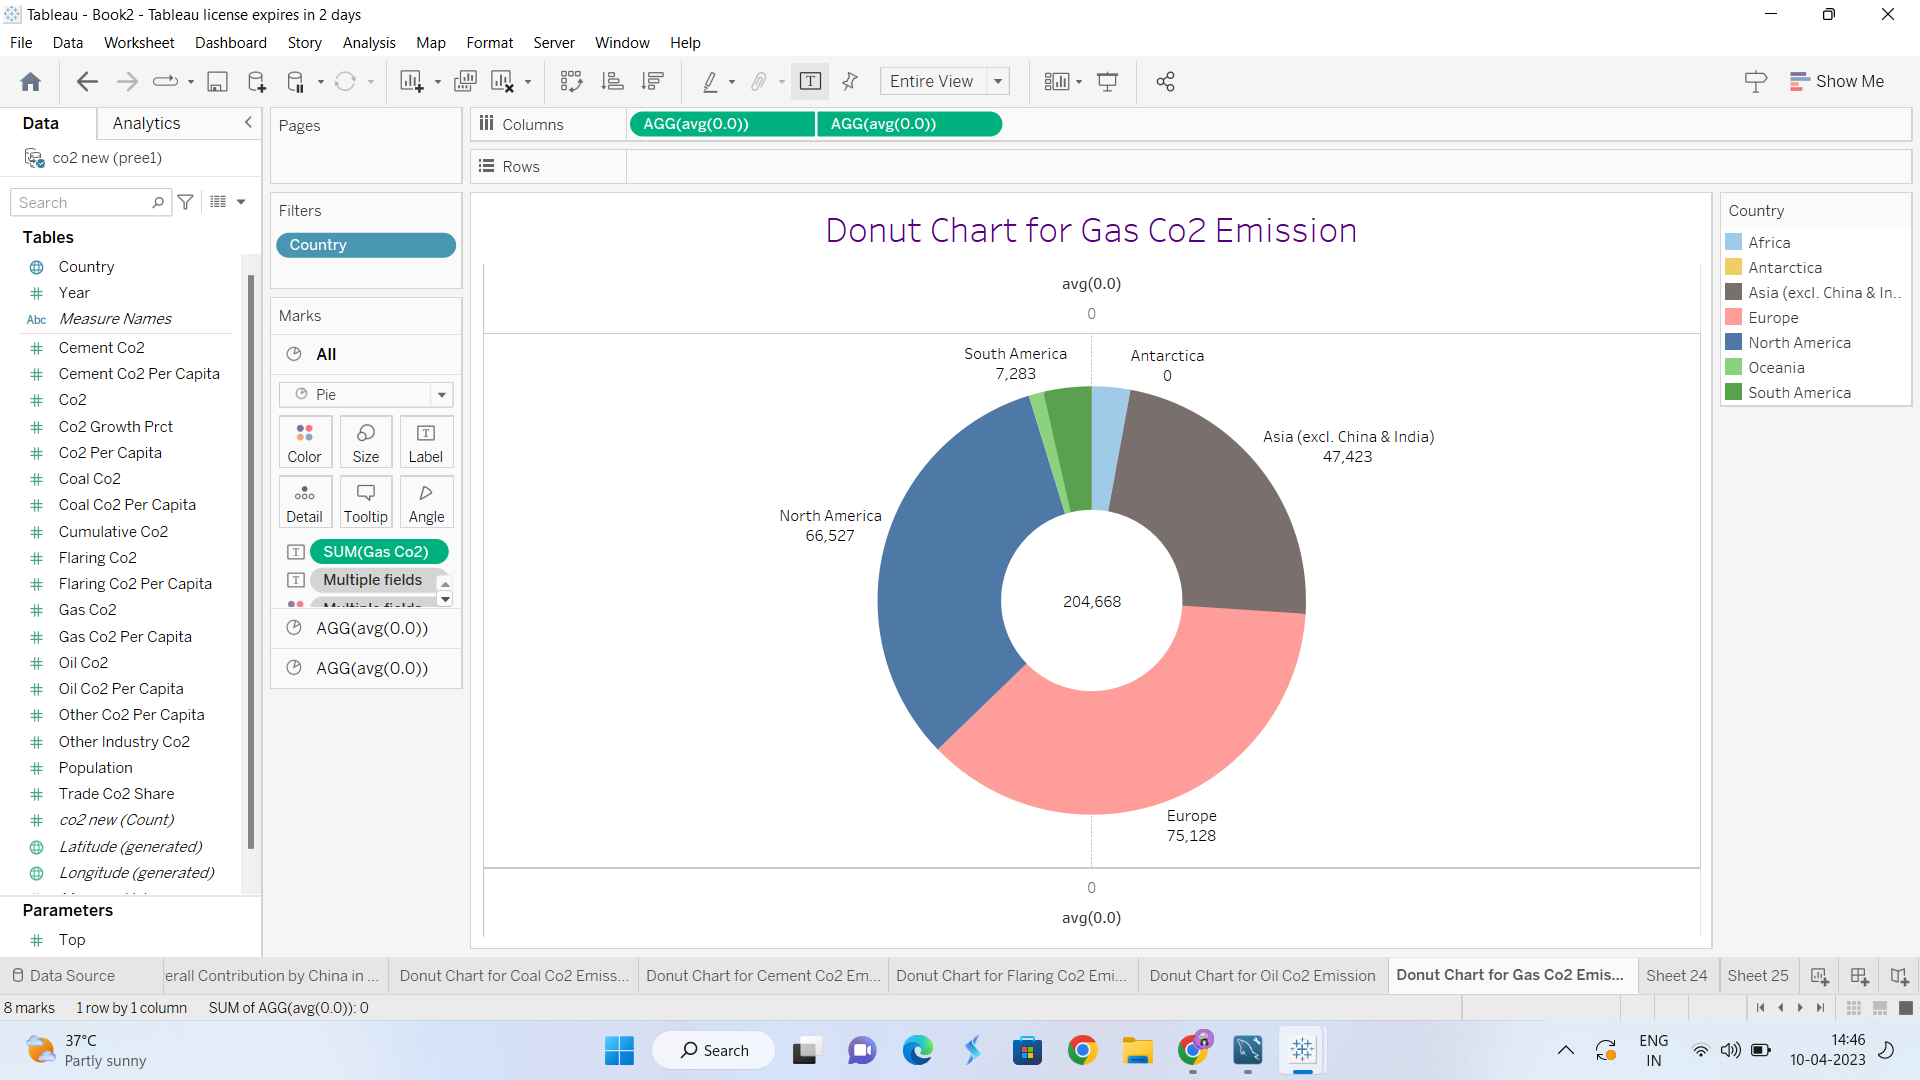 Tableau - Book2 - Tableau license expires in 2 days
File Data Worksheet Dashboard Story Analysis Map Format Server Window Help
Entire View
Show Me
Data Analytics
co2 new (pree1)
Search
Tables
Country
Year
Abc Measure Names
Cement Co2
Cement Co2 Per Capita
Co2
Co2 Growth Prct
Co2 Per Capita
Coal Co2
Coal Co2 Per Capita
Cumulative Co2
Flaring Co2
Flaring Co2 Per Capita
Gas Co2
Gas Co2 Per Capita
Oil Co2
Oil Co2 Per Capita
Other Co2 Per Capita
Other Industry Co2
Population
Trade Co2 Share
co2 new (Count)
Latitude (generated)
Longitude (generated)
Parameters
Top
Pages
Filters
Country
Marks
All
Pie
Color Size Label
Detail Tooltip Angle
SUM(Gas Co2)
Multiple fields
Multiple fields
AGG(avg(0.0))
AGG(avg(0.0))
Columns AGG(avg(0.0)) AGG(avg(0.0))
Rows
Donut Chart for Gas Co2 Emission
avg(0.0)
0
South America
7,283
Antarctica
0
Asia (excl. China & India)
47,423
North America
66,527
204,668
Europe
75,128
0
avg(0.0)
Country
Africa
Antarctica
Asia (excl. China & In..
Europe
North America
Oceania
South America
Data Source erall Contribution by China in ... Donut Chart for Coal Co2 Emiss... Donut Chart for Cement Co2 Em... Donut Chart for Flaring Co2 Emi... Donut Chart for Oil Co2 Emission Donut Chart for Gas Co2 Emis... Sheet 24 Sheet 25
8 marks 1 row by 1 column SUM of AGG(avg(0.0)): 0
37°C
Partly sunny
Search
ENG
IN
14:46
10-04-2023